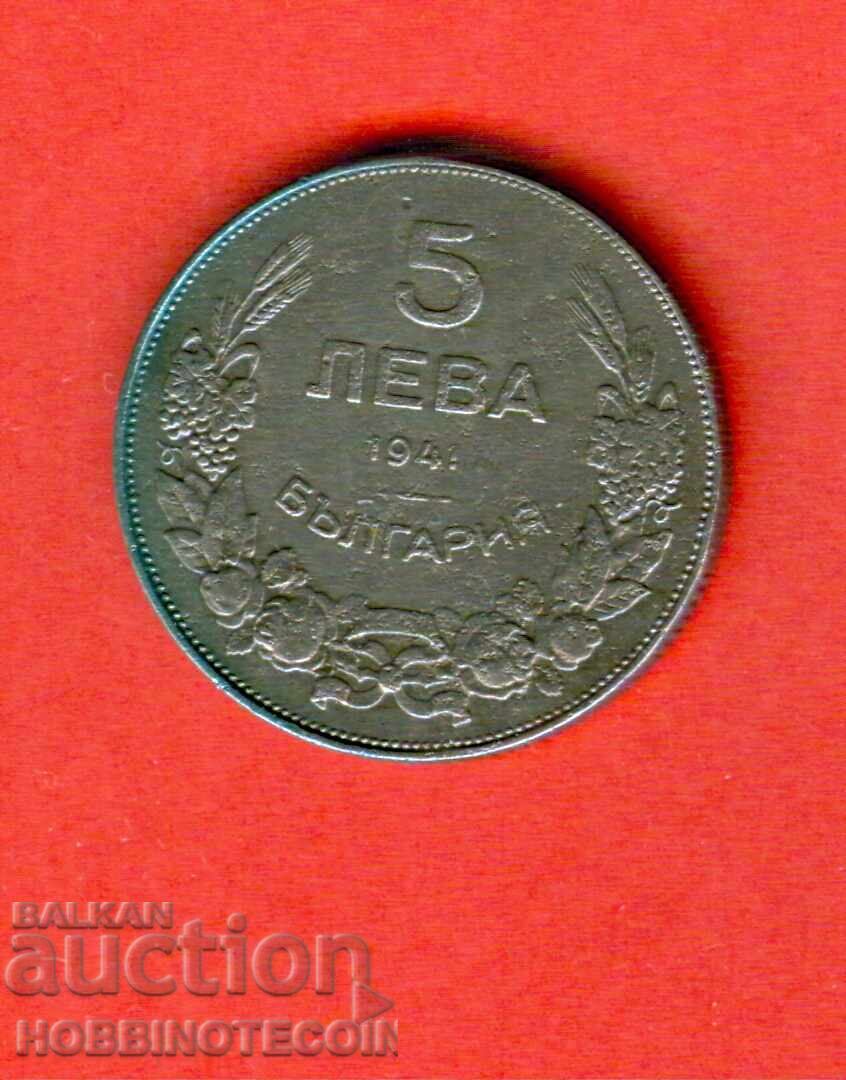 5
ЛЕВА
1941
БЪЛГАРИЯ
BALKAN
auction
HOBBINOTECOIN